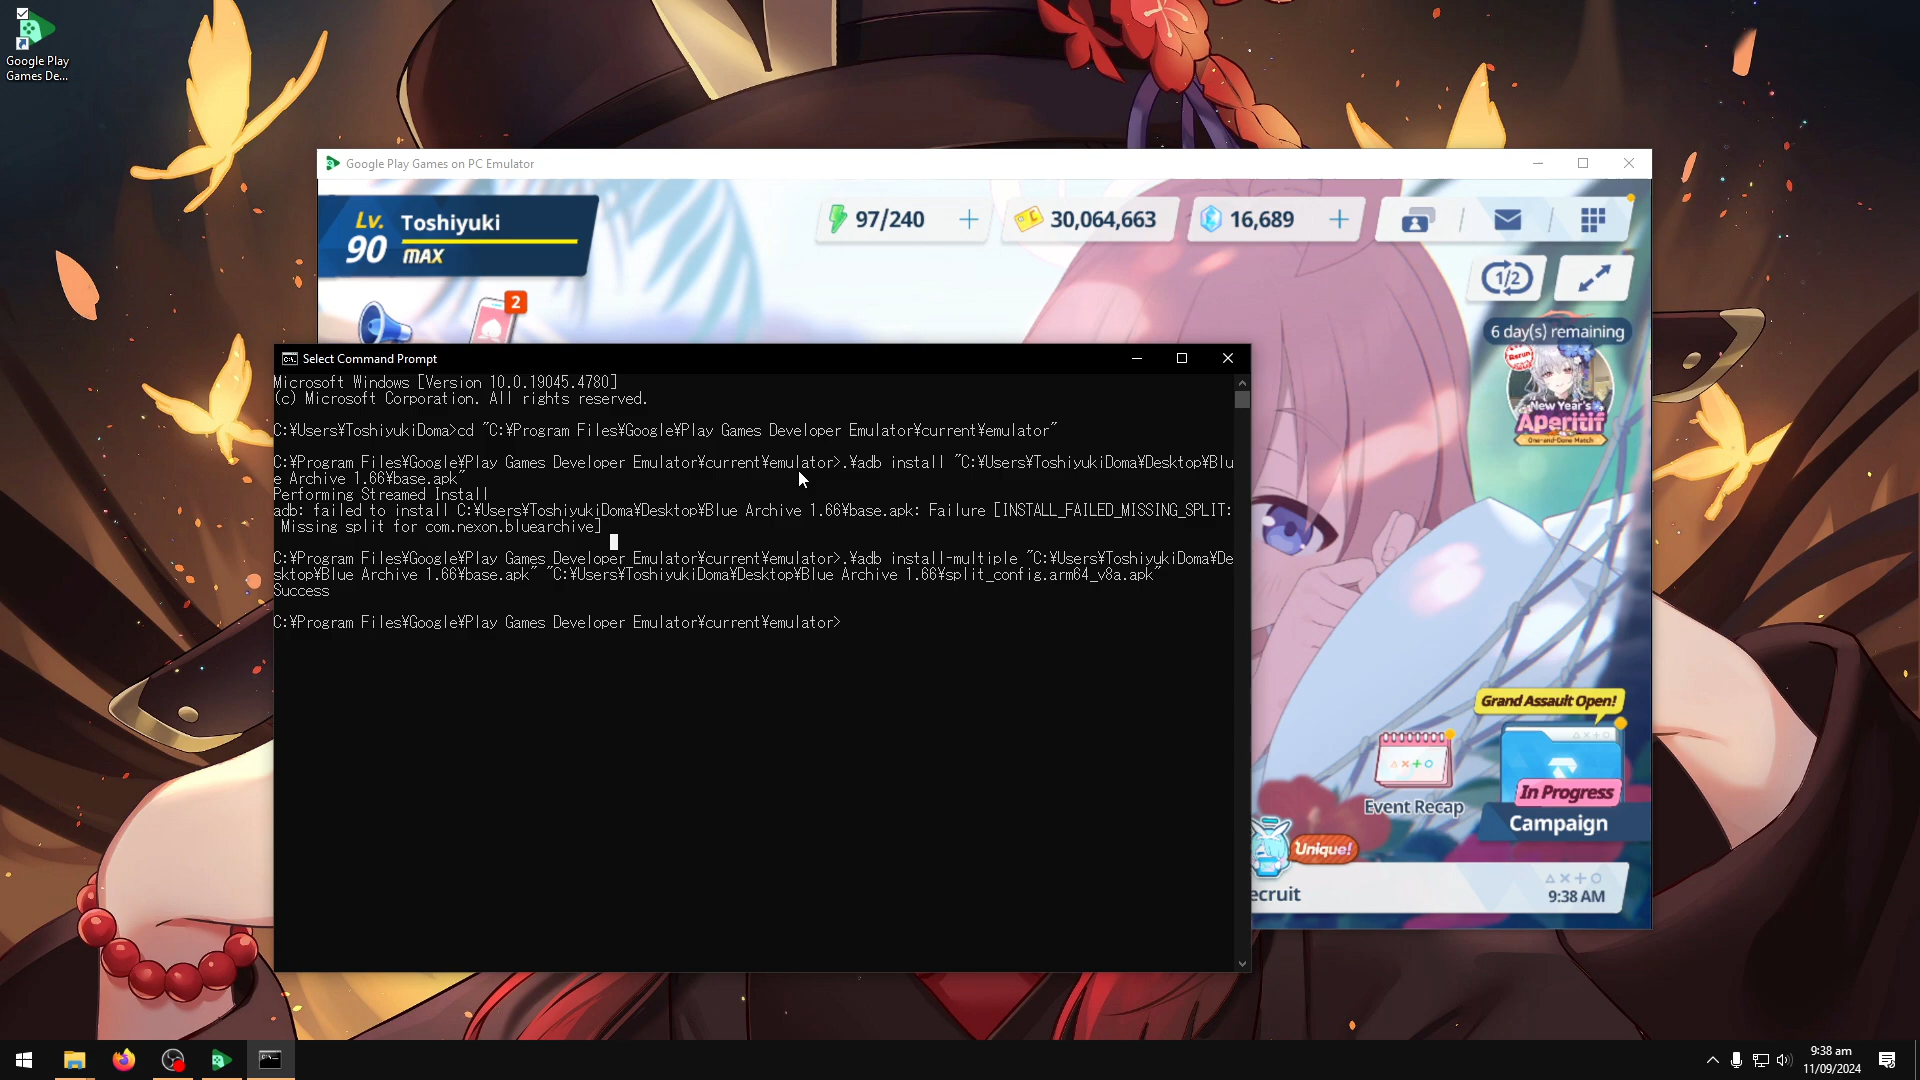 Google Play
Games De...
Google Play Games on PC Emulator
Lv.
90
Toshiyuki
MAX
97/240
30,064,663
16,689
1/2
2
6 day(s) remaining
Rerun
New Year's
Aperitif
One-and-Done Match
Select Command Prompt
Microsoft Windows [Version 10.0.19045.4780]
(c) Microsoft Corporation. All rights reserved.
C:¥Users¥ToshiyukiDoma>cd "C:¥Program Files¥Google¥Play Games Developer Emulator¥current¥emulator"
C:¥Program Files¥Google¥Play Games Developer Emulator¥current¥emulator>.¥adb install "C:¥Users¥ToshiyukiDoma¥Desktop¥Blu
e Archive 1.66¥base.apk"
Performing Streamed Install
adb: failed to install C:¥Users¥ToshiyukiDoma¥Desktop¥Blue Archive 1.66¥base.apk: Failure [INSTALL_FAILED_MISSING_SPLIT:
Missing split for com.nexon.bluearchive]
C:¥Program Files¥Google¥Play Games Developer Emulator¥current¥emulator>.¥adb install-multiple "C:¥Users¥ToshiyukiDoma¥De
sktop¥Blue Archive 1.66¥base.apk" "C:¥Users¥ToshiyukiDoma¥Desktop¥Blue Archive 1.66¥split_config.arm64_v8a.apk"
Success
C:¥Program Files¥Google¥Play Games Developer Emulator¥current¥emulator>
Grand Assault Open!
Event Recap
In Progress
Campaign
Unique!
ecruit
9:38 AM
9:38 am
11/09/2024